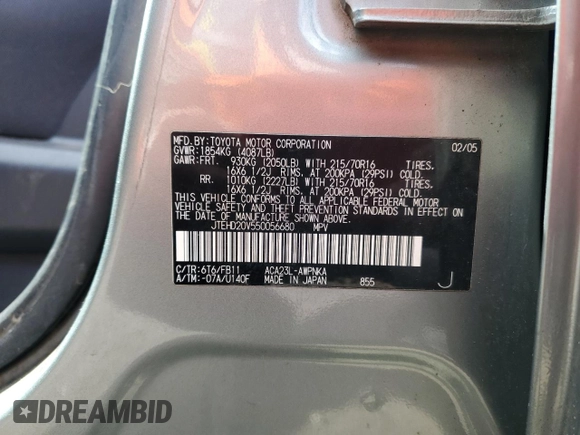 MFD.BY:TOYOTA MOTOR CORPORATION 02/05
GVWR:1854KG (4087LB)
GAWR:FRT. 930KG (2050LB) WITH 215/70R16 TIRES.
16X6 1/2J RIMS. AT 200KPA (29PSI) COLD.
RR. 1010KG (2227LB) WITH 215/70R16 TIRES.
16X6 1/2J RIMS. AT 200KPA (29PSI) COLD.
THIS VEHICLE CONFORMS TO ALL APPLICABLE FEDERAL MOTOR
VEHICLE SAFETY AND THEFT PREVENTION STANDARDS IN EFFECT ON
THE DATE OF MANUFACTURE SHOWN ABOVE.
JTEHD20V550056680 MPV
C/TR:6T6/FB11 ACA23L-AWPNKA
A/TM:-07A/U140F MADE IN JAPAN 855 J
DREAMBID